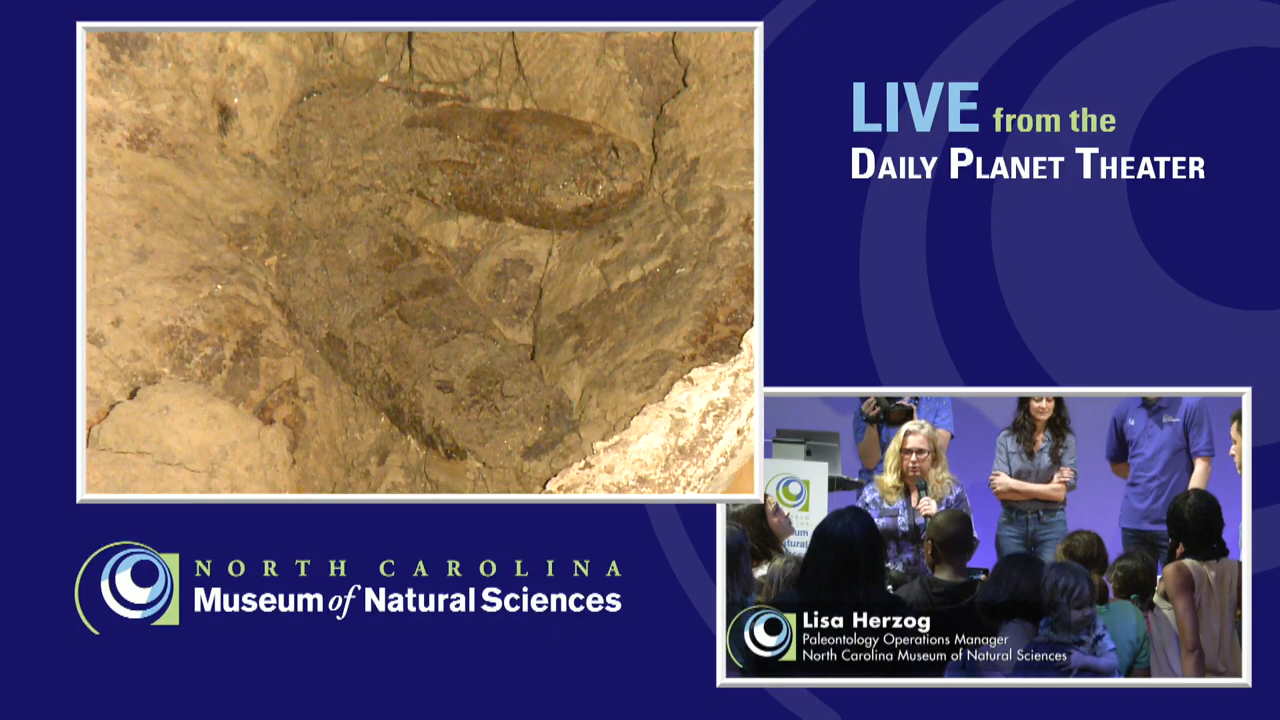 LIVE from the
DAILY PLANET THEATER
NORTH CAROLINA
Museum of Natural Sciences
Lisa Herzog
Paleontology Operations Manager
North Carolina Museum of Natural Sciences